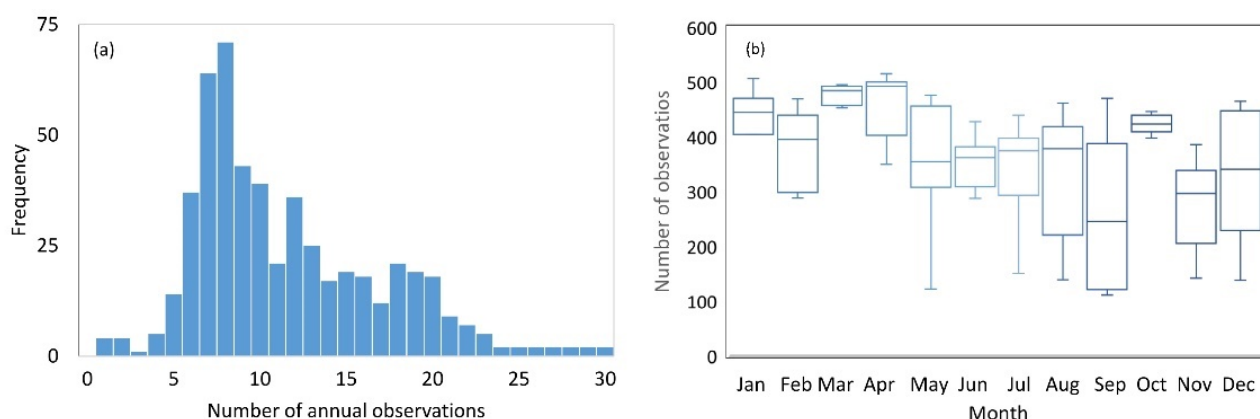 75
(a)
50
Frequency
25
0
0 5 10 15 20 25 30
Number of annual observations
600
(b)
500
400
Number of observatios
300
200
100
0
Jan Feb Mar Apr May Jun Jul Aug Sep Oct Nov Dec
Month